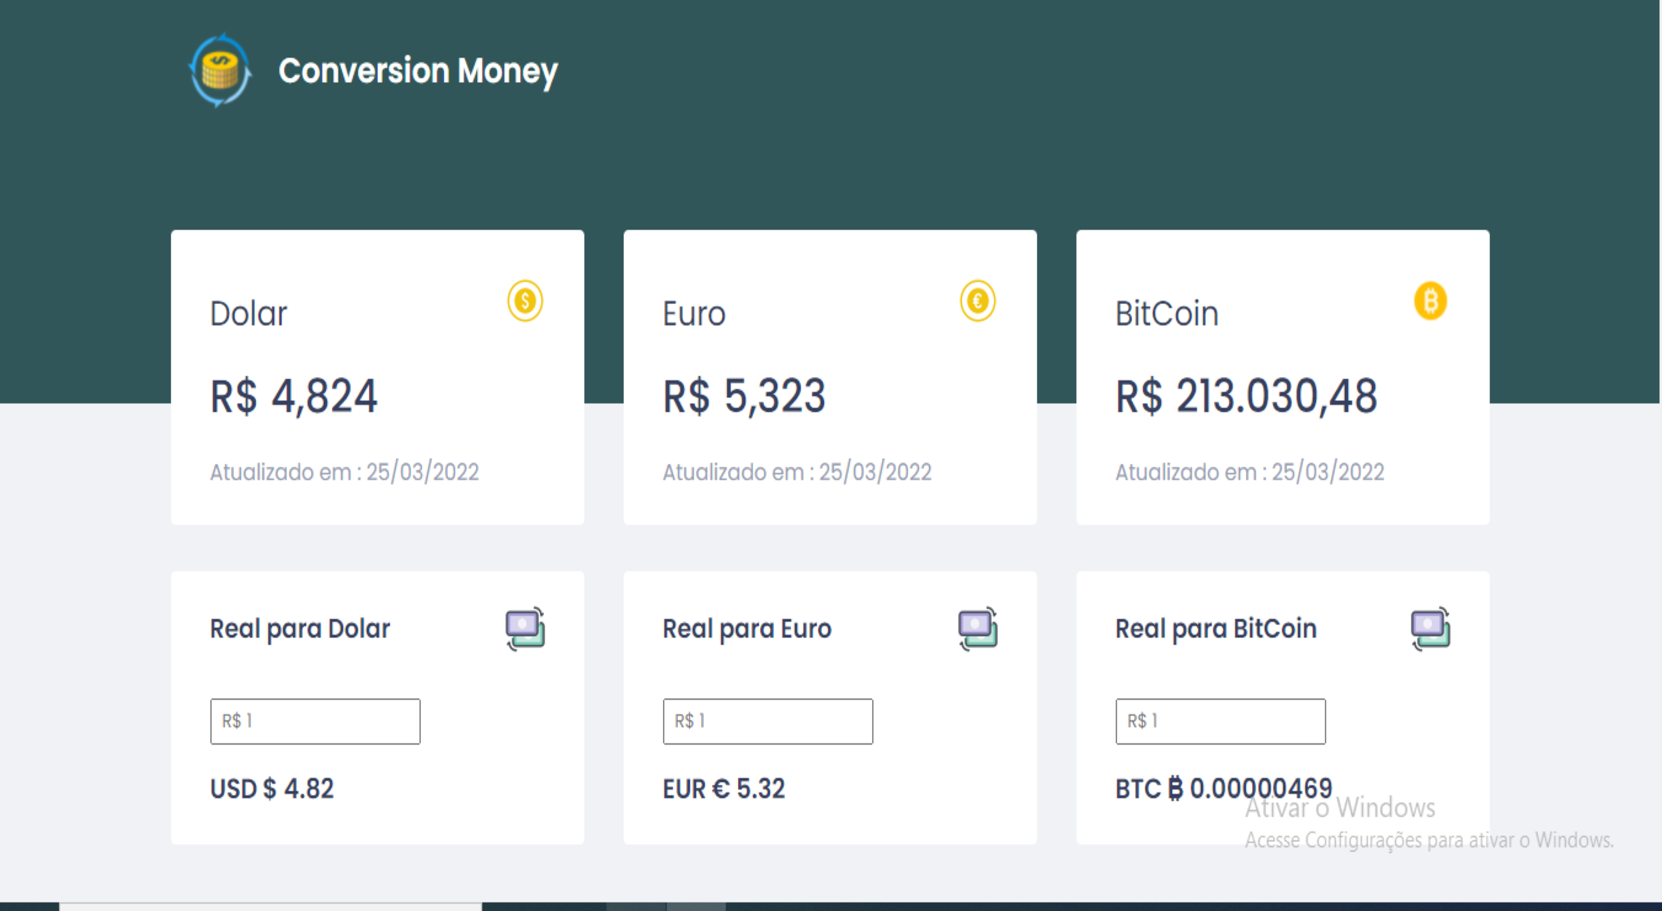 Conversion Money
Dolar
R$ 4,824
Atualizado em : 25/03/2022
Euro
R$ 5,323
Atualizado em : 25/03/2022
BitCoin
R$ 213.030,48
Atualizado em : 25/03/2022
Real para Dolar
R$ 1
USD $ 4.82
Real para Euro
R$ 1
EUR € 5.32
Real para BitCoin
R$ 1
BTC ₿ 0.00000469
Ativar o Windows
Acesse Configurações para ativar o Windows.